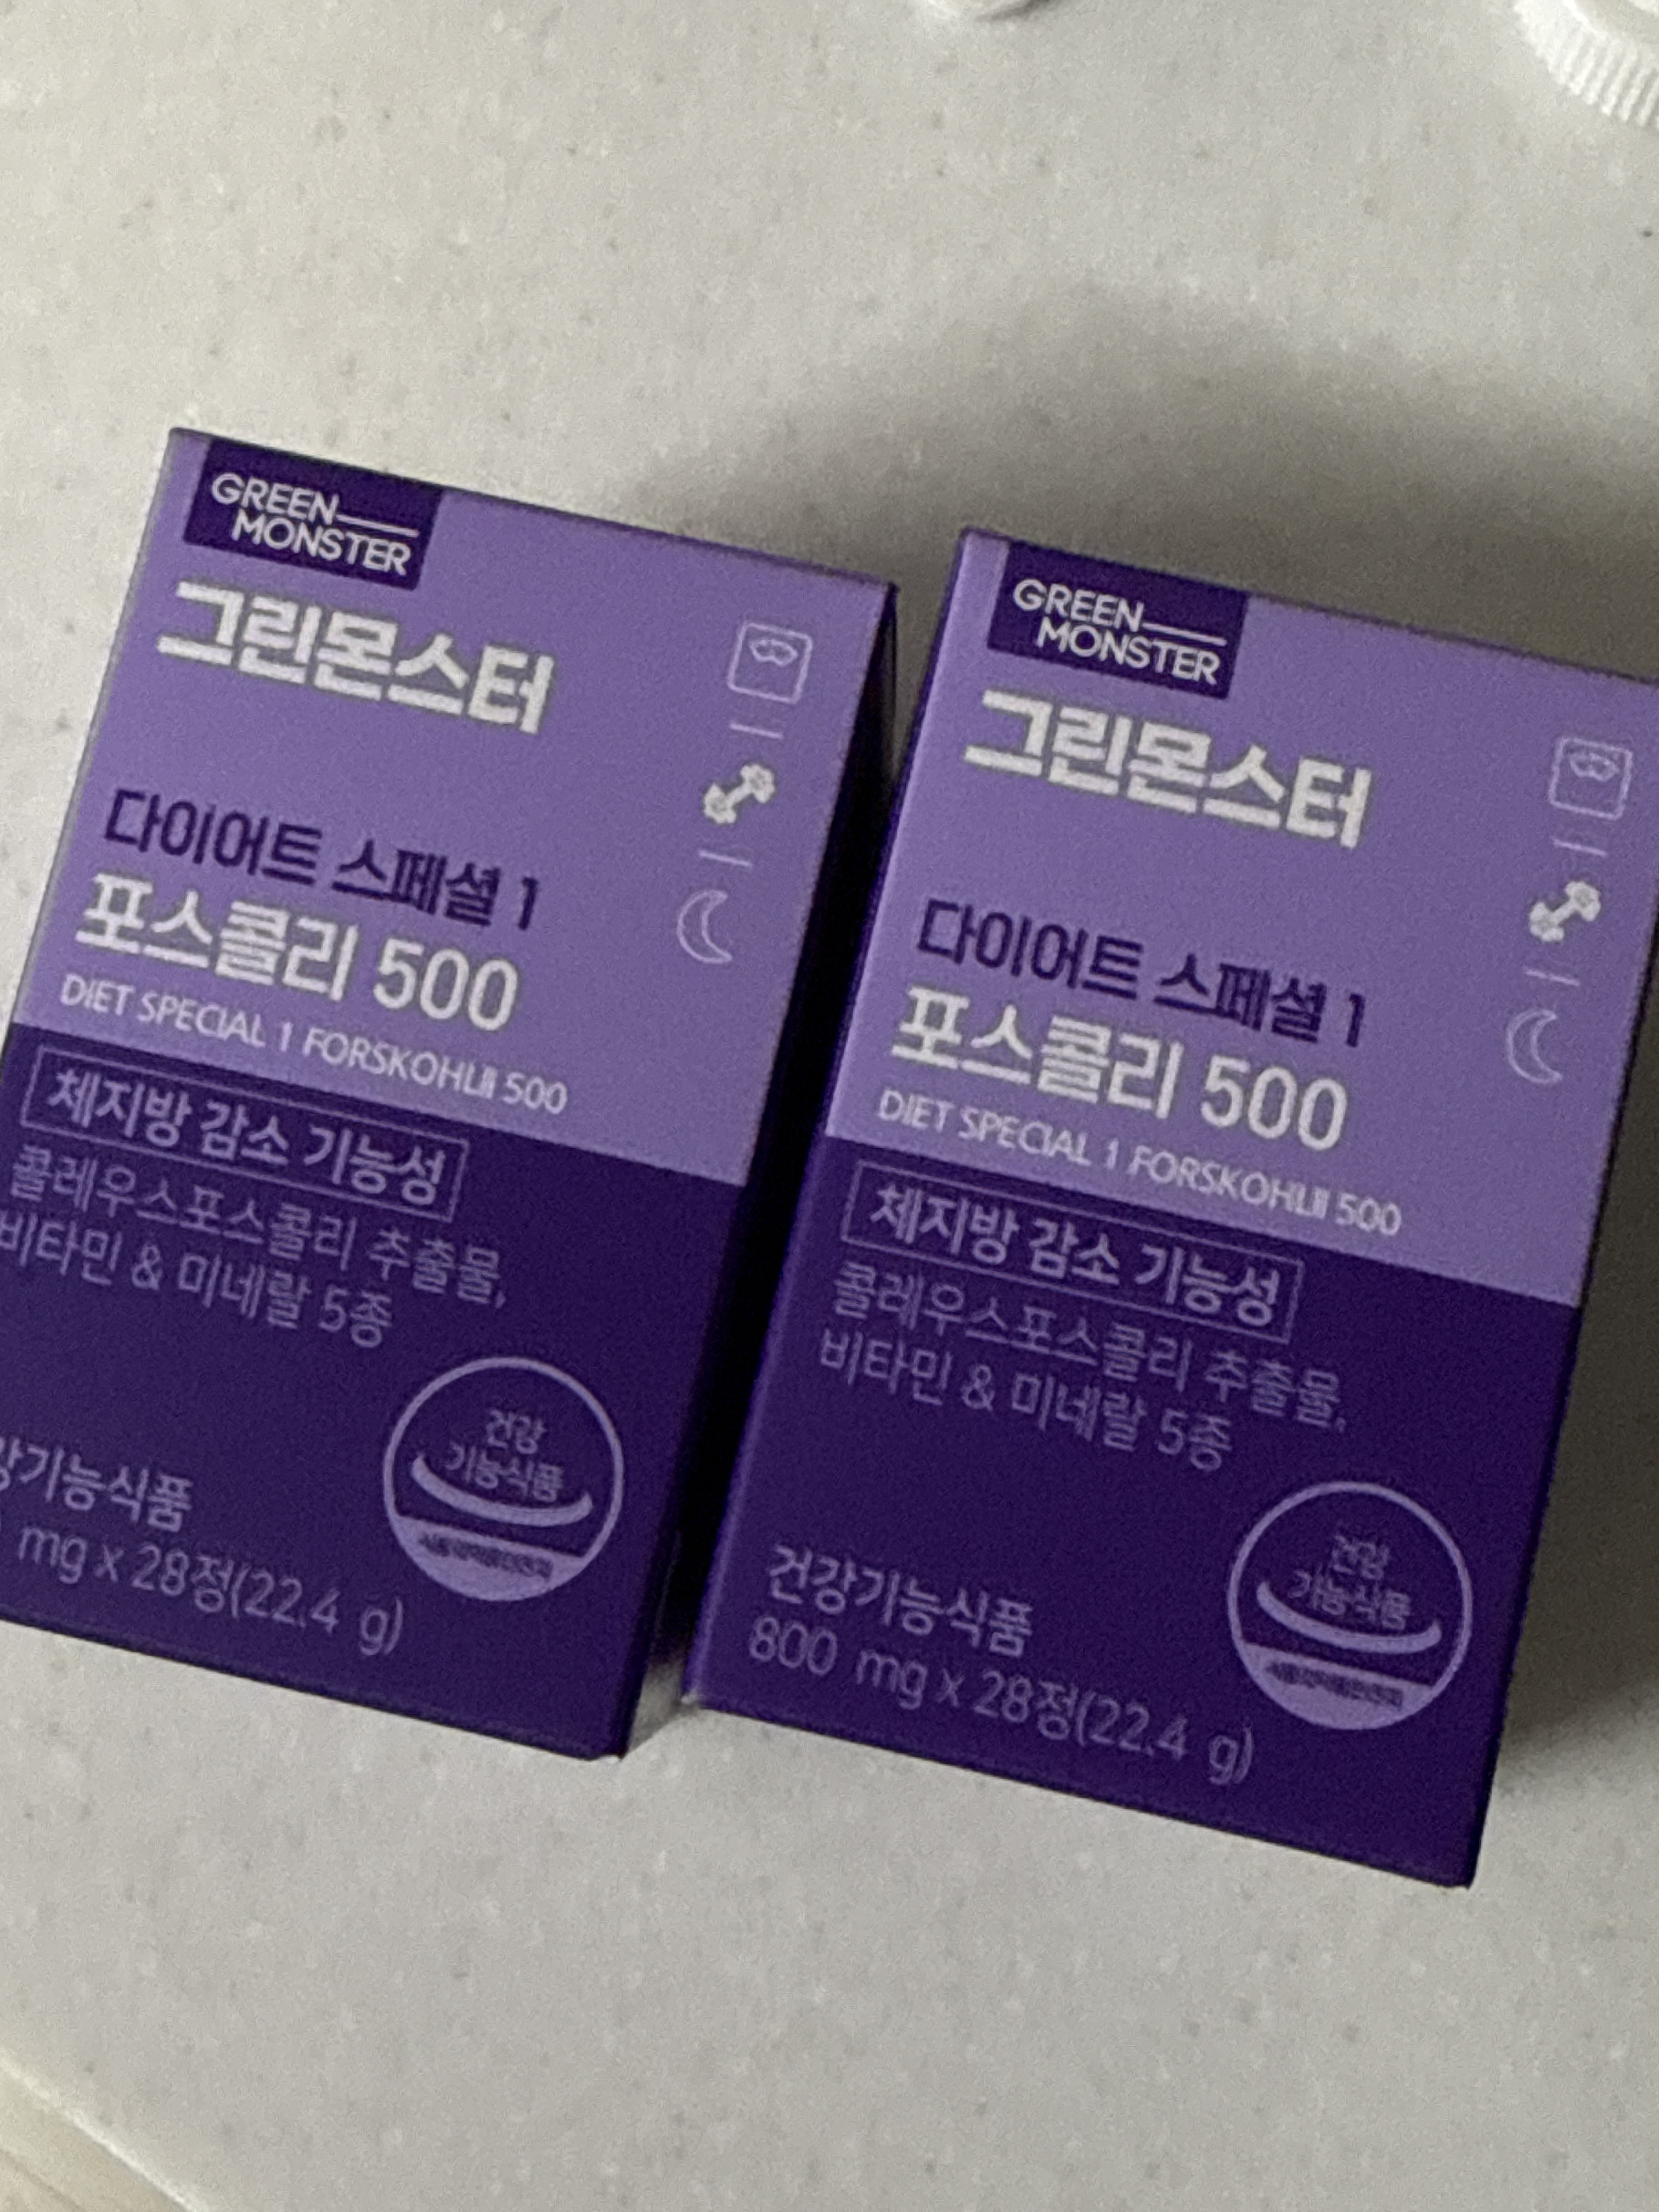 GREEN
MONSTER
그린몬스터
다이어트 스페셜 1
포스콜리 500
DIET SPECIAL 1 FORSKOHLII 500
체지방 감소 기능성
콜레우스포스콜리 추출물,
비타민 & 미네랄 5종
건강
기능식품
강기능식품
mg x 28정(22.4 g)
GREEN
MONSTER
그린몬스터
다이어트 스페셜 1
포스콜리 500
DIET SPECIAL 1 FORSKOHLII 500
체지방 감소 기능성
콜레우스포스콜리 추출물,
비타민 & 미네랄 5종
건강
기능식품
건강기능식품
800 mg x 28정(22.4 g)